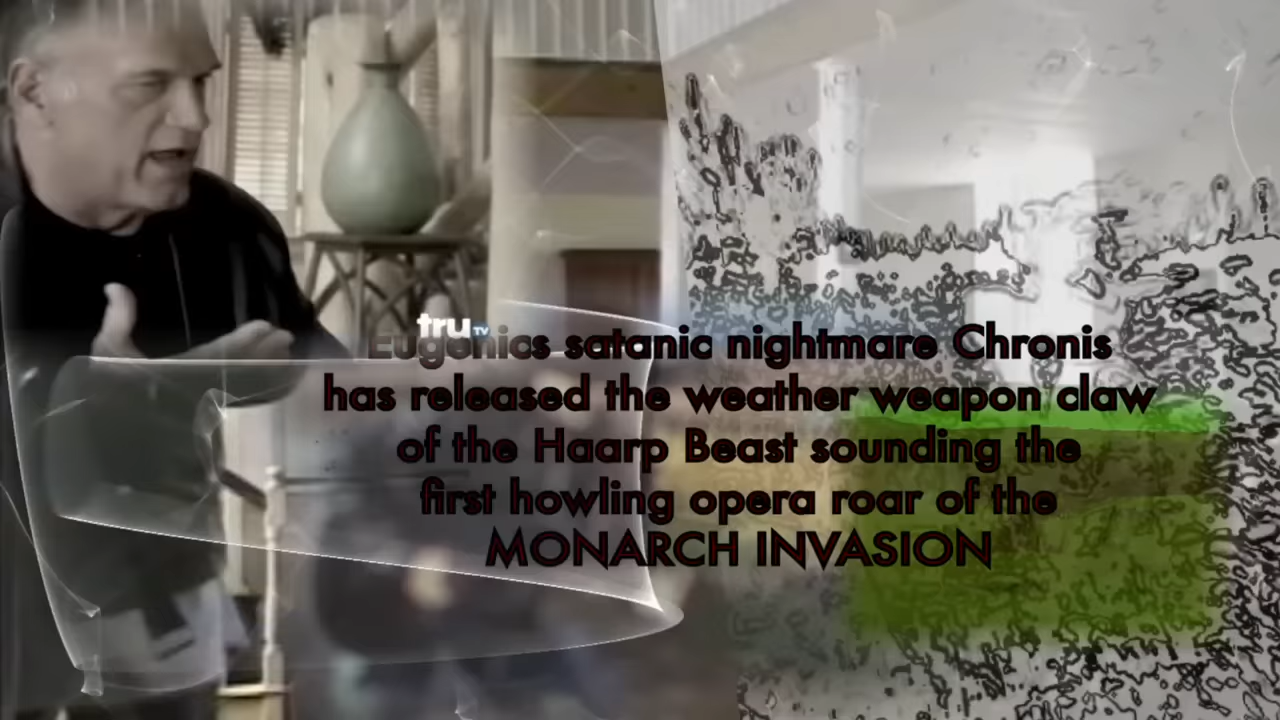 truTV
Eugenics satanic nightmare Chronis
has released the weather weapon claw
of the Haarp Beast sounding the
first howling opera roar of the
MONARCH INVASION